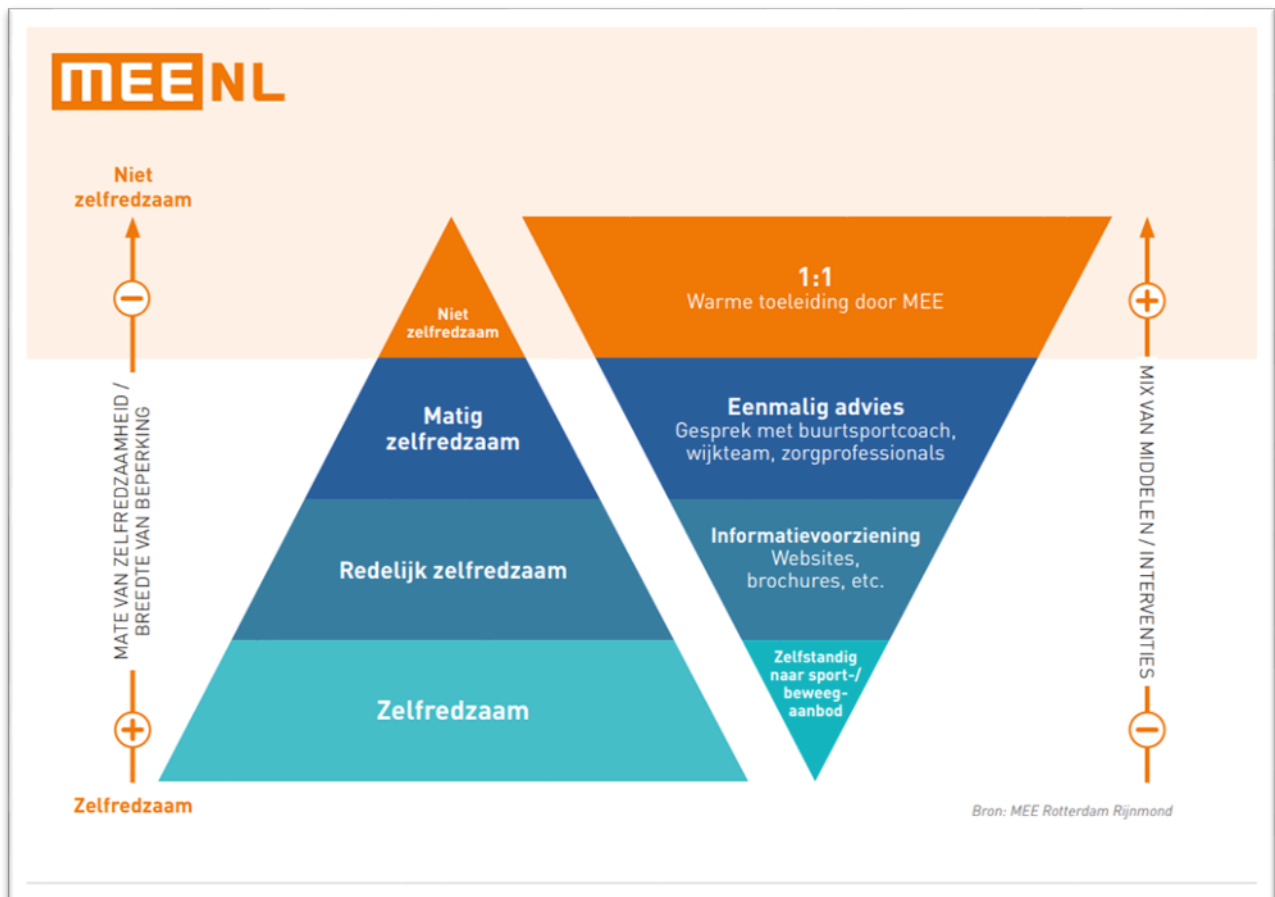 MEE NL
Niet
zelfredzaam
MATE VAN ZELFREDZAAMHEID /
BREEDTE VAN BEPERKING
Zelfredzaam
Niet
zelfredzaam
Matig
zelfredzaam
Redelijk zelfredzaam
Zelfredzaam
1:1
Warme toeleiding door MEE
Eenmalig advies
Gesprek met buurtsportcoach,
wijkteam, zorgprofessionals
Informatievoorziening
Websites,
brochures, etc.
Zelfstandig
naar sport-/
beweeg-
aanbod
MIX VAN MIDDELEN / INTERVENTIES
Bron: MEE Rotterdam Rijnmond